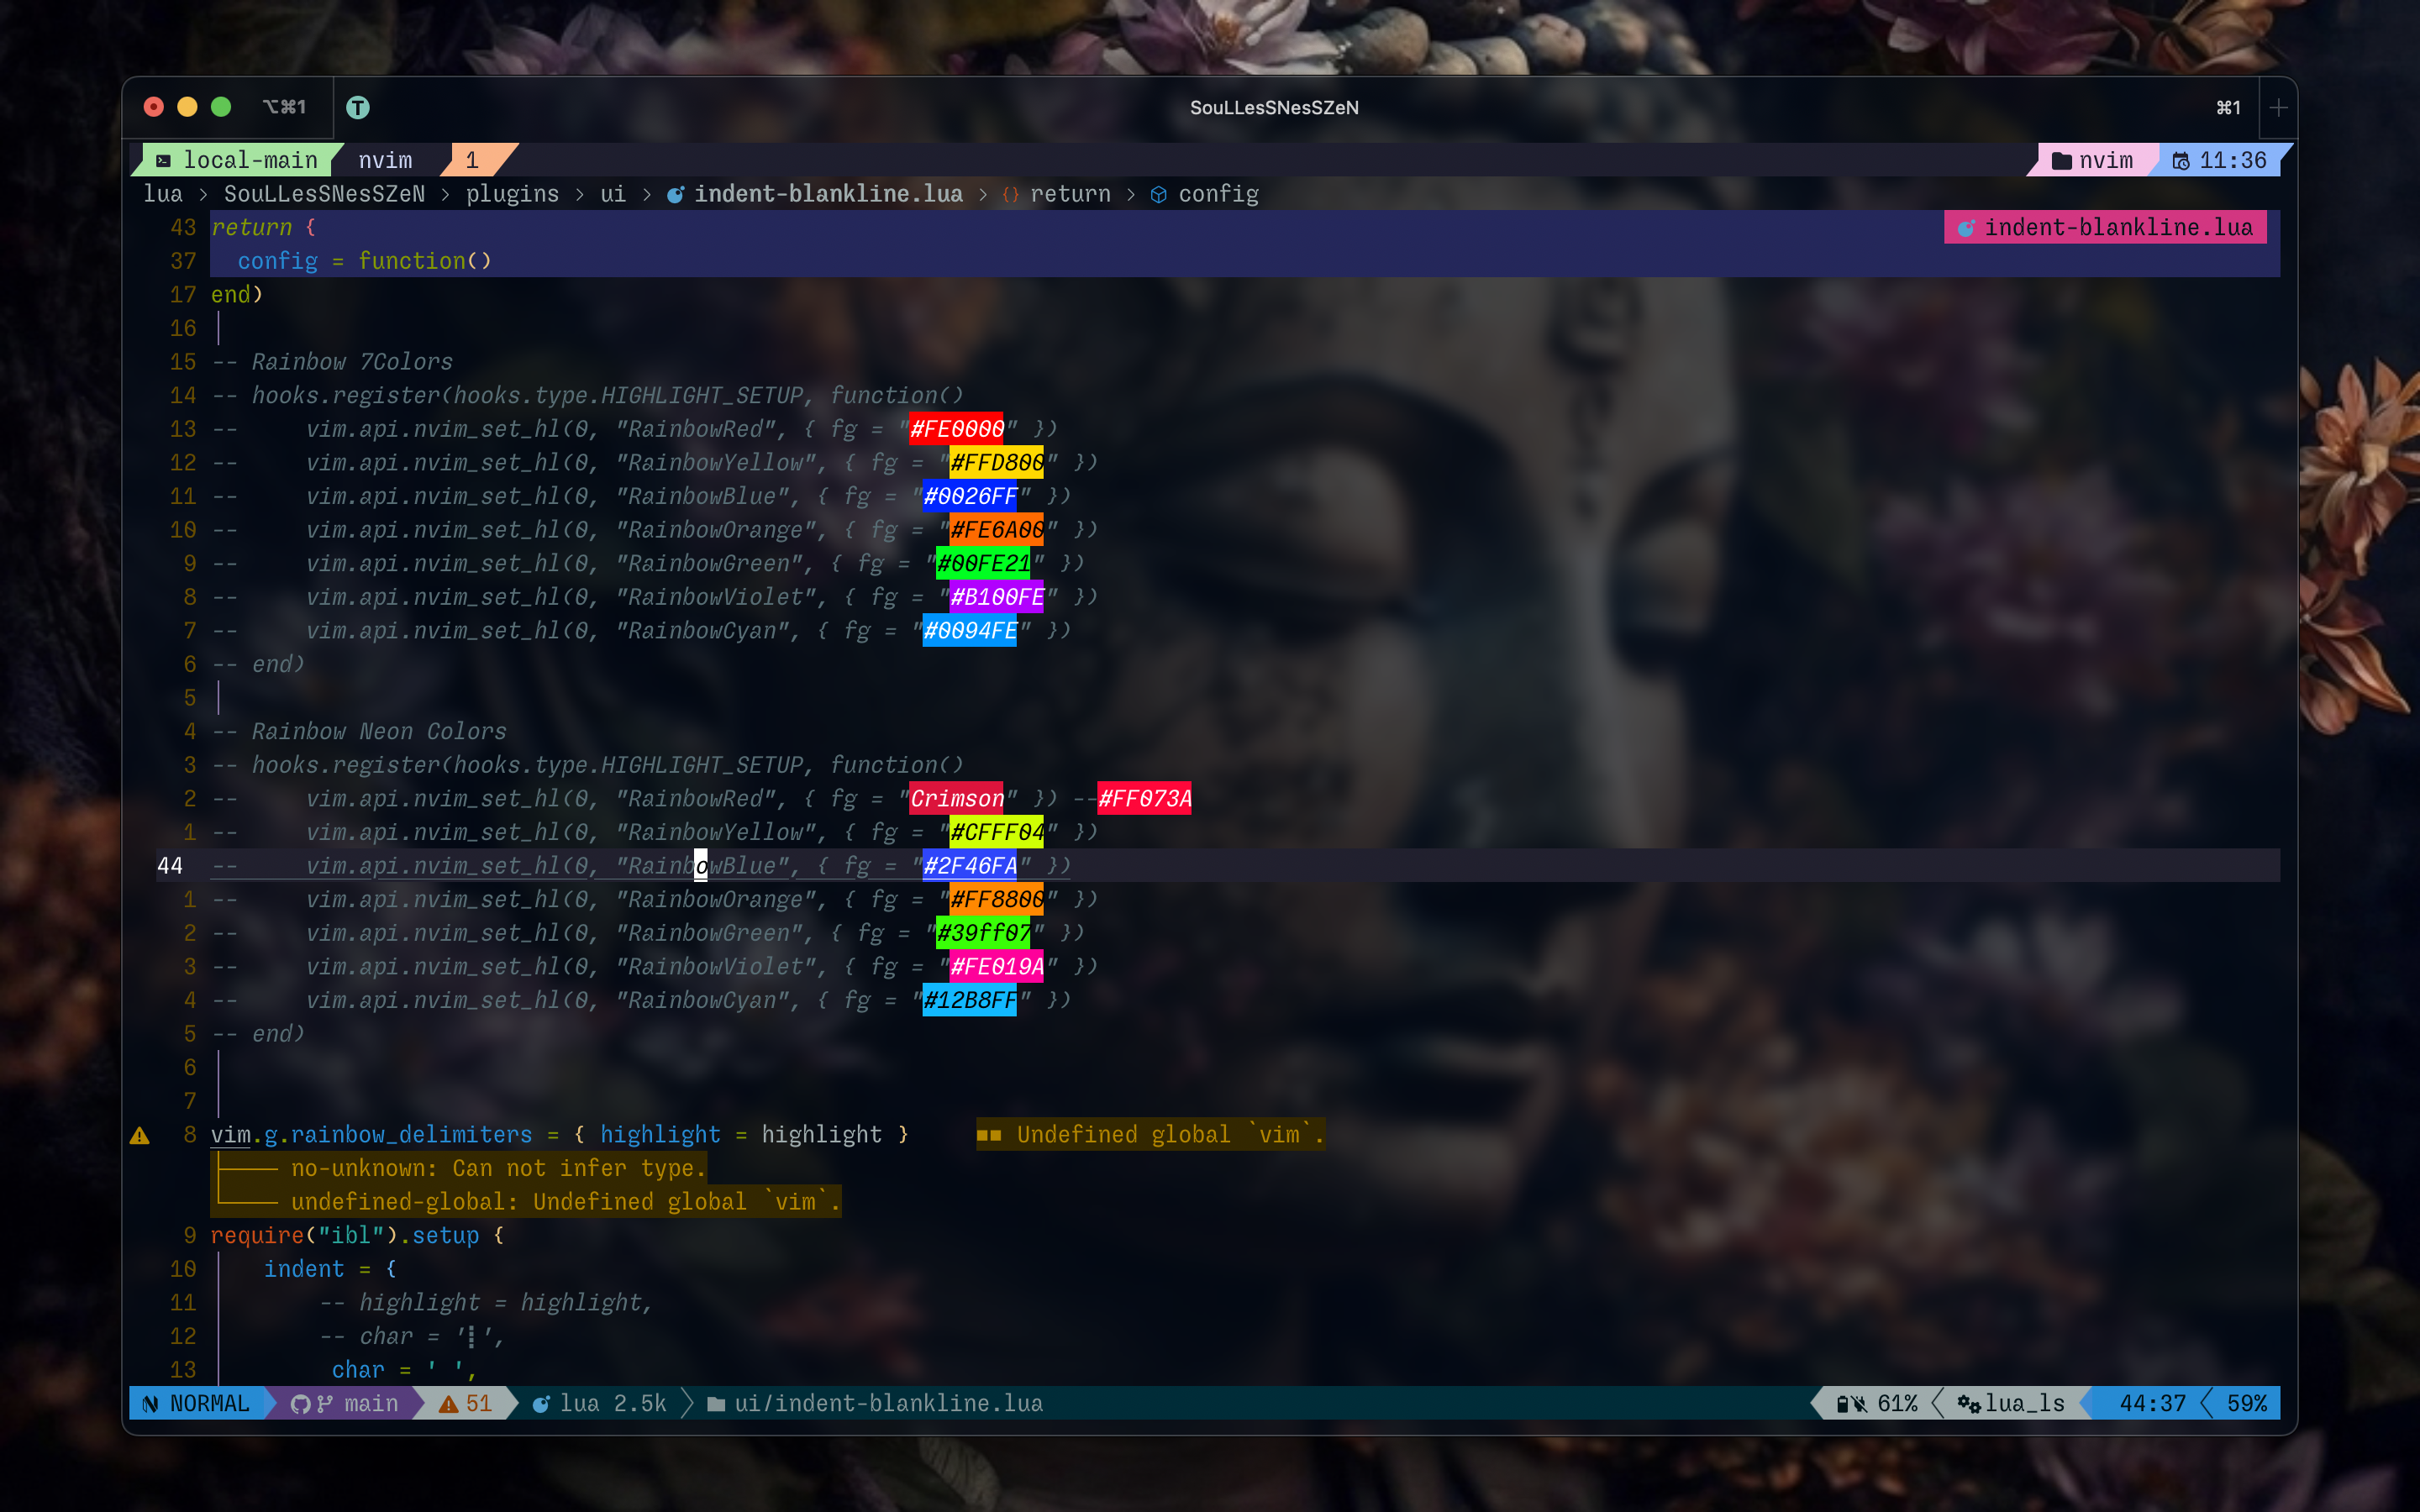 ⌥⌘1 T SouLLesSNesSZeN ⌘1 +
local-main nvim 1 nvim 11:36
lua > SouLLesSNesSZeN > plugins > ui > indent-blankline.lua > {} return > config
43 return { indent-blankline.lua
37   config = function()
17 end)
16
15 -- Rainbow 7Colors
14 -- hooks.register(hooks.type.HIGHLIGHT_SETUP, function()
13 --     vim.api.nvim_set_hl(0, "RainbowRed", { fg = "#FE0000" })
12 --     vim.api.nvim_set_hl(0, "RainbowYellow", { fg = "#FFD800" })
11 --     vim.api.nvim_set_hl(0, "RainbowBlue", { fg = "#0026FF" })
10 --     vim.api.nvim_set_hl(0, "RainbowOrange", { fg = "#FE6A00" })
9 --     vim.api.nvim_set_hl(0, "RainbowGreen", { fg = "#00FE21" })
8 --     vim.api.nvim_set_hl(0, "RainbowViolet", { fg = "#B100FE" })
7 --     vim.api.nvim_set_hl(0, "RainbowCyan", { fg = "#0094FE" })
6 -- end)
5
4 -- Rainbow Neon Colors
3 -- hooks.register(hooks.type.HIGHLIGHT_SETUP, function()
2 --     vim.api.nvim_set_hl(0, "RainbowRed", { fg = "Crimson" }) --#FF073A
1 --     vim.api.nvim_set_hl(0, "RainbowYellow", { fg = "#CFFF04" })
44 --     vim.api.nvim_set_hl(0, "RainbowBlue", { fg = "#2F46FA" })
1 --     vim.api.nvim_set_hl(0, "RainbowOrange", { fg = "#FF8800" })
2 --     vim.api.nvim_set_hl(0, "RainbowGreen", { fg = "#39ff07" })
3 --     vim.api.nvim_set_hl(0, "RainbowViolet", { fg = "#FE019A" })
4 --     vim.api.nvim_set_hl(0, "RainbowCyan", { fg = "#12B8FF" })
5 -- end)
6
7
8 vim.g.rainbow_delimiters = { highlight = highlight }     ■■ Undefined global `vim`.
├──── no-unknown: Can not infer type.
└──── undefined-global: Undefined global `vim`.
9 require("ibl").setup {
10     indent = {
11         -- highlight = highlight,
12         -- char = '┋',
13         char = ' ',
NORMAL main 51 lua 2.5k ui/indent-blankline.lua 61% lua_ls 44:37 59%